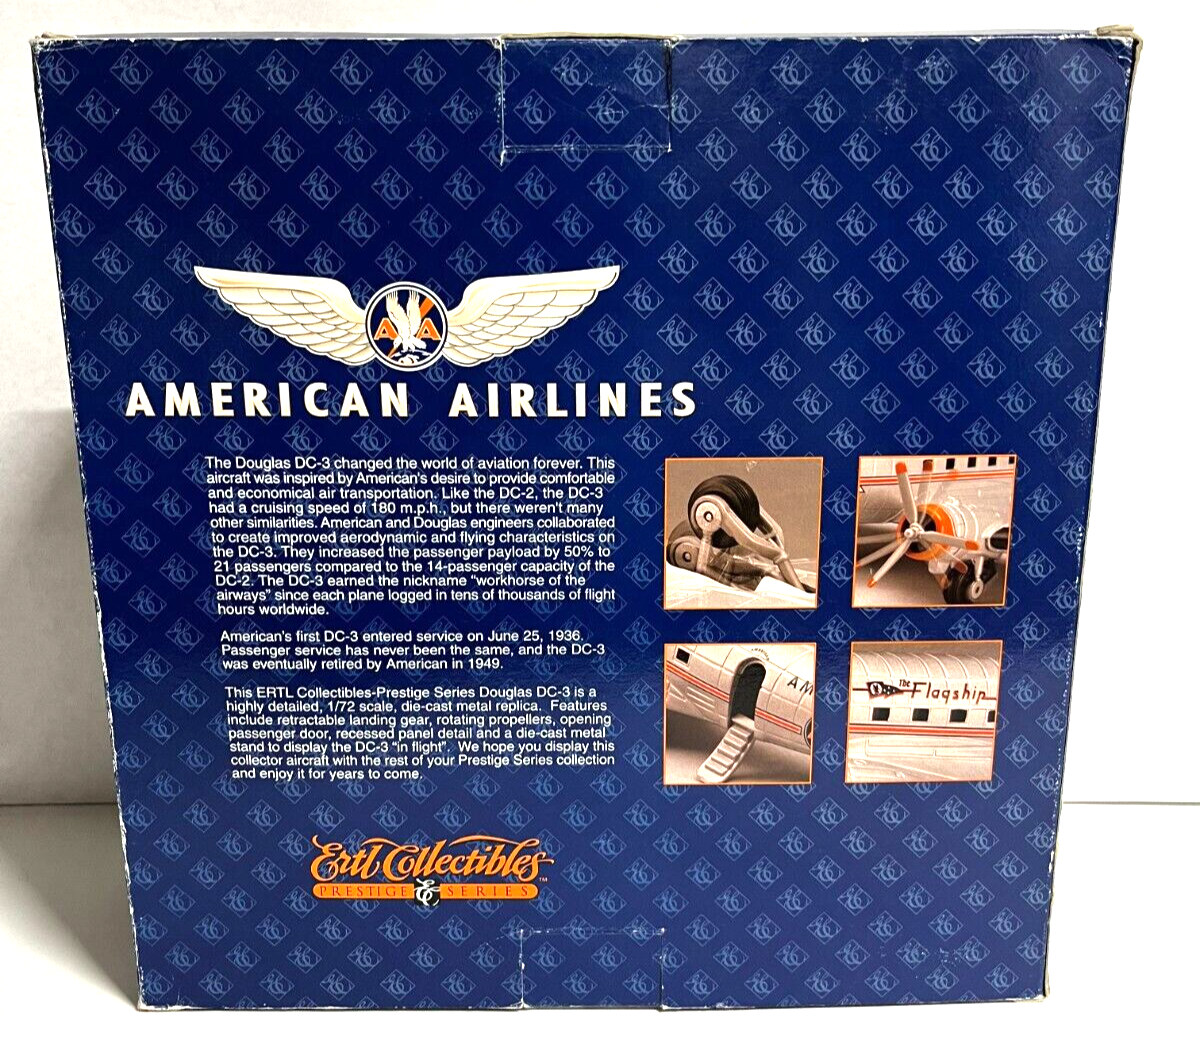 A A
AMERICAN AIRLINES
The Douglas DC-3 changed the world of aviation forever. This
aircraft was inspired by American's desire to provide comfortable
and economical air transportation. Like the DC-2, the DC-3
had a cruising speed of 180 m.p.h., but there weren't many
other similarities. American and Douglas engineers collaborated
to create improved aerodynamic and flying characteristics on
the DC-3. They increased the passenger payload by 50% to
21 passengers compared to the 14-passenger capacity of the
DC-2. The DC-3 earned the nickname "workhorse of the
airways" since each plane logged in tens of thousands of flight
hours worldwide.
American's first DC-3 entered service on June 25, 1936.
Passenger service has never been the same, and the DC-3
was eventually retired by American in 1949.
This ERTL Collectibles-Prestige Series Douglas DC-3 is a
highly detailed, 1/72 scale, die-cast metal replica. Features
include retractable landing gear, rotating propellers, opening
passenger door, recessed panel detail and a die-cast metal
stand to display the DC-3 "in flight". We hope you display this
collector aircraft with the rest of your Prestige Series collection
and enjoy it for years to come.
AM
The Flagship
Ertl Collectibles™
PRESTIGE EC SERIES